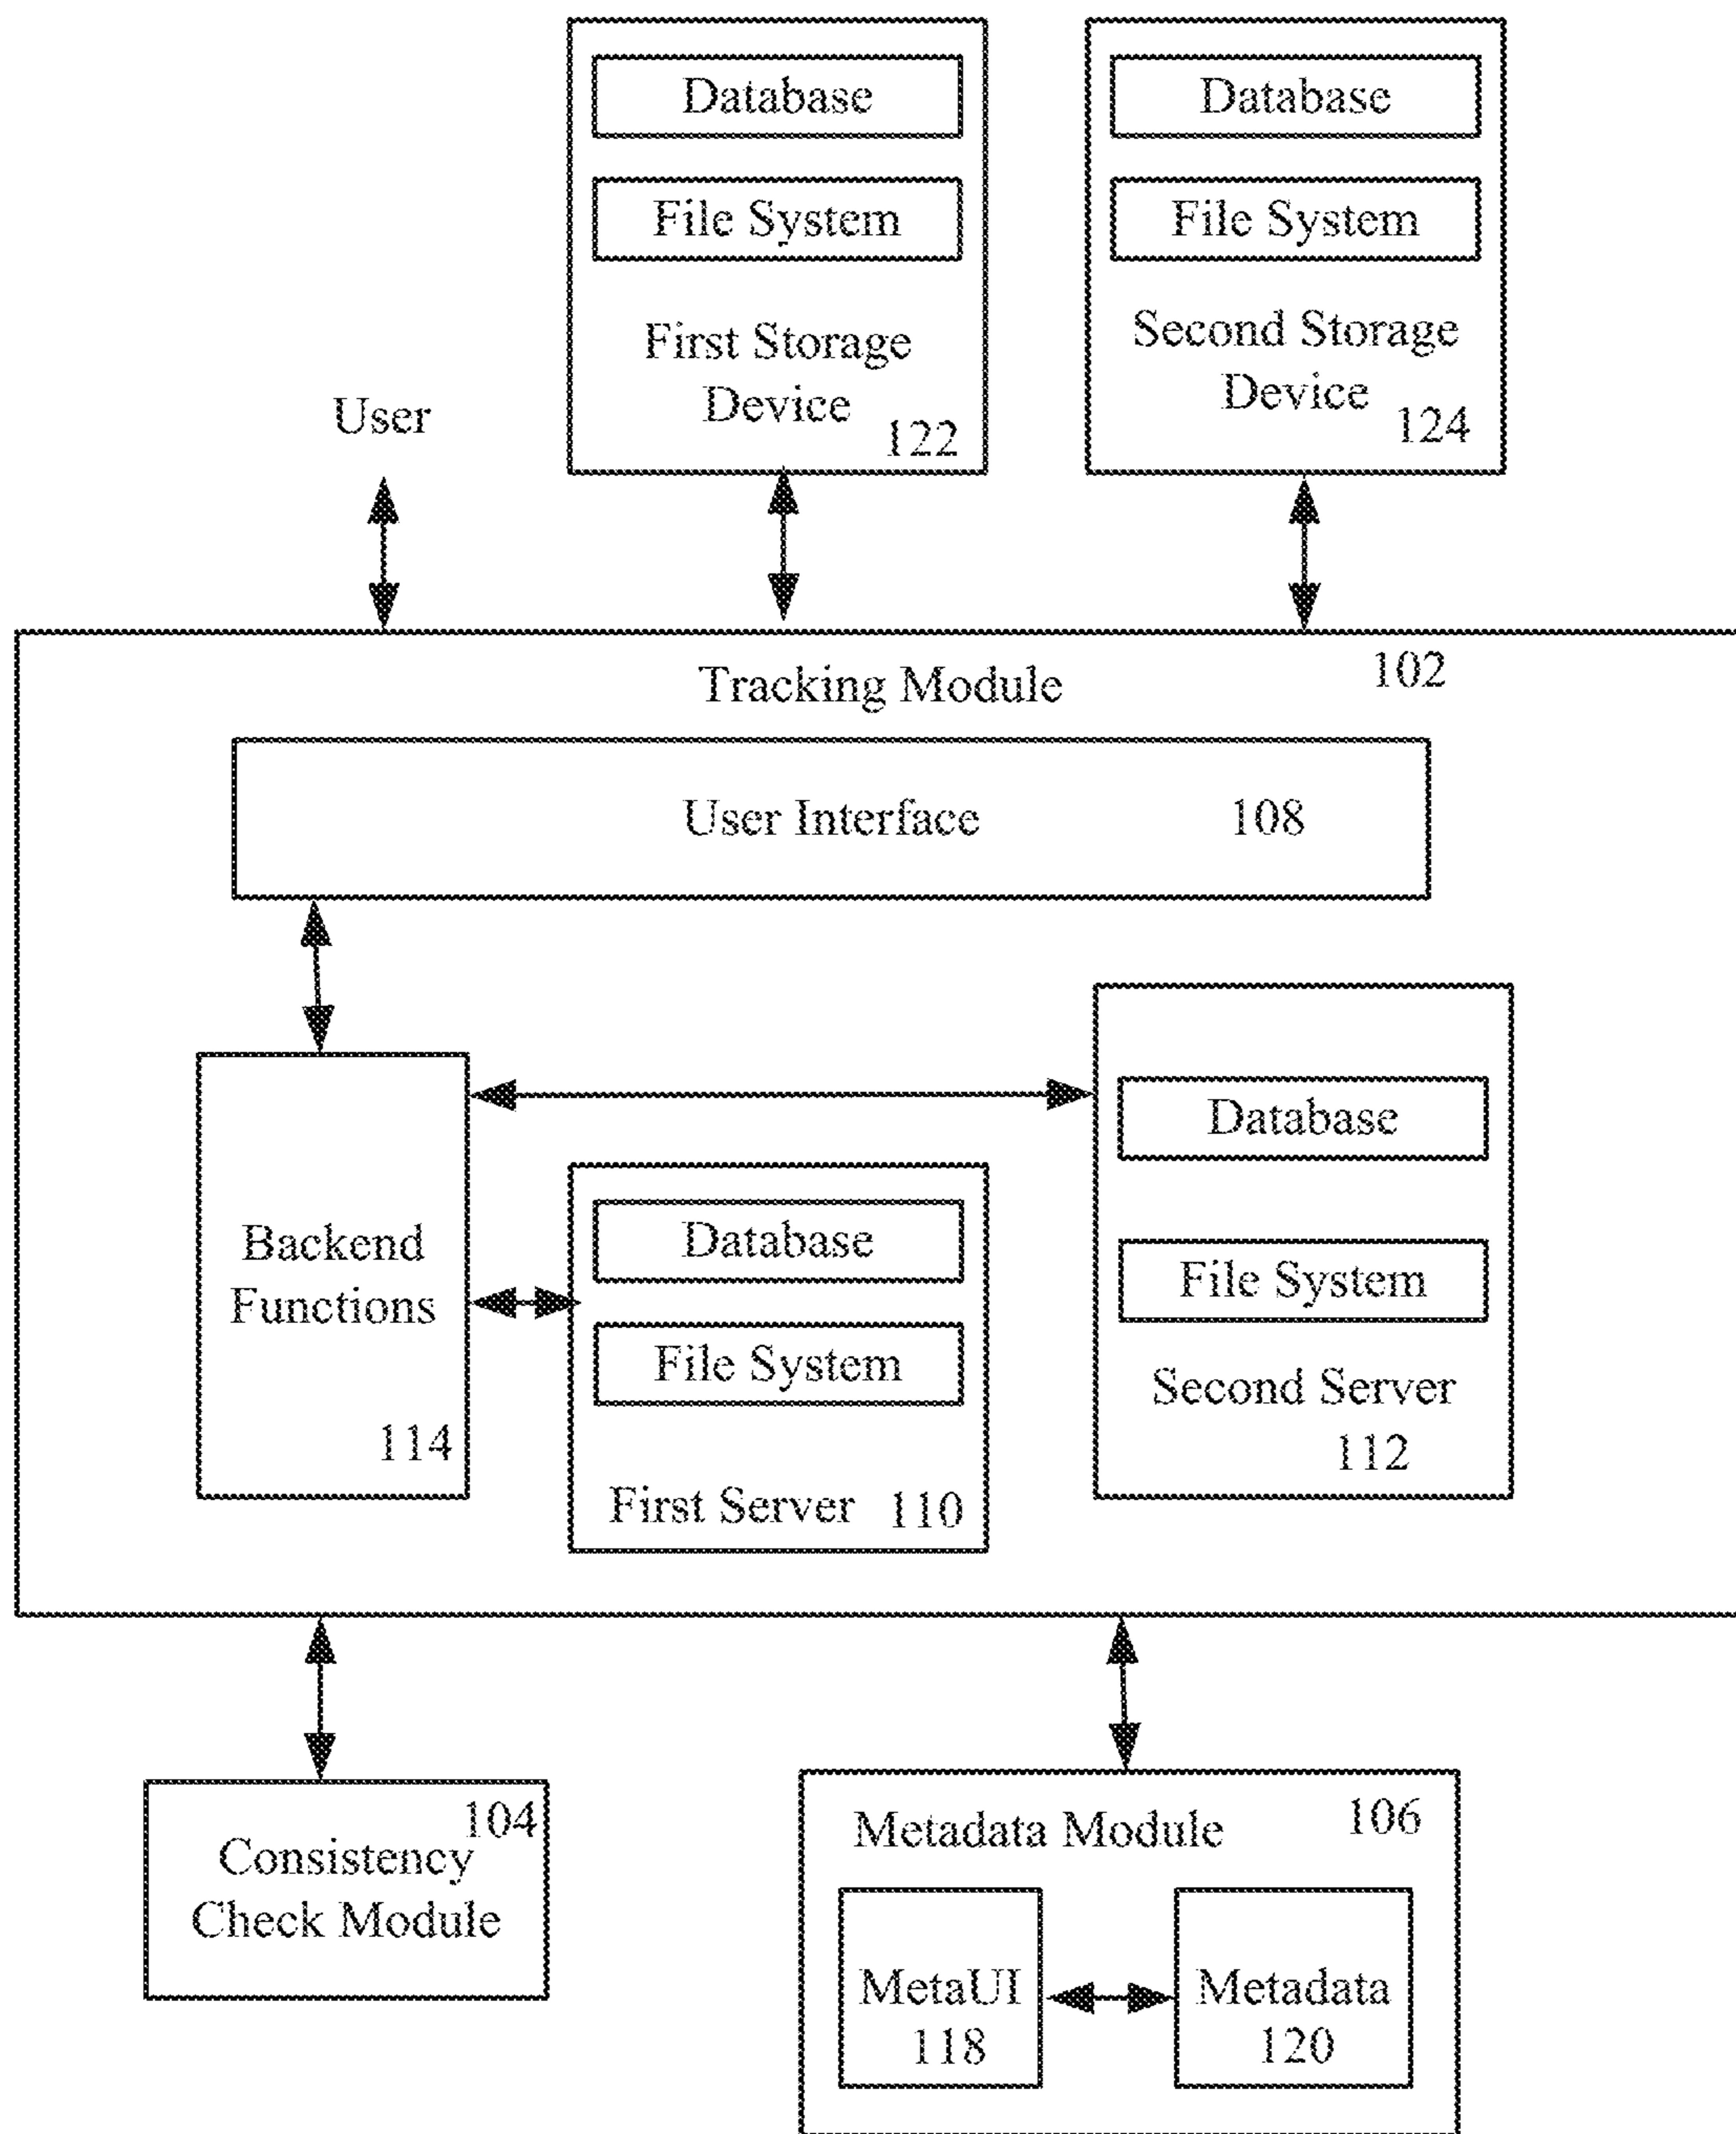 Database
File System
First Storage
Device
122
Database
File System
Second Storage
Device
124
User
Tracking Module
102
User Interface 108
Backend
Functions
114
Database
File System
First Server 110
Database
File System
Second Server
112
104
Consistency
Check Module
Metadata Module 106
MetaUI
118
Metadata
120